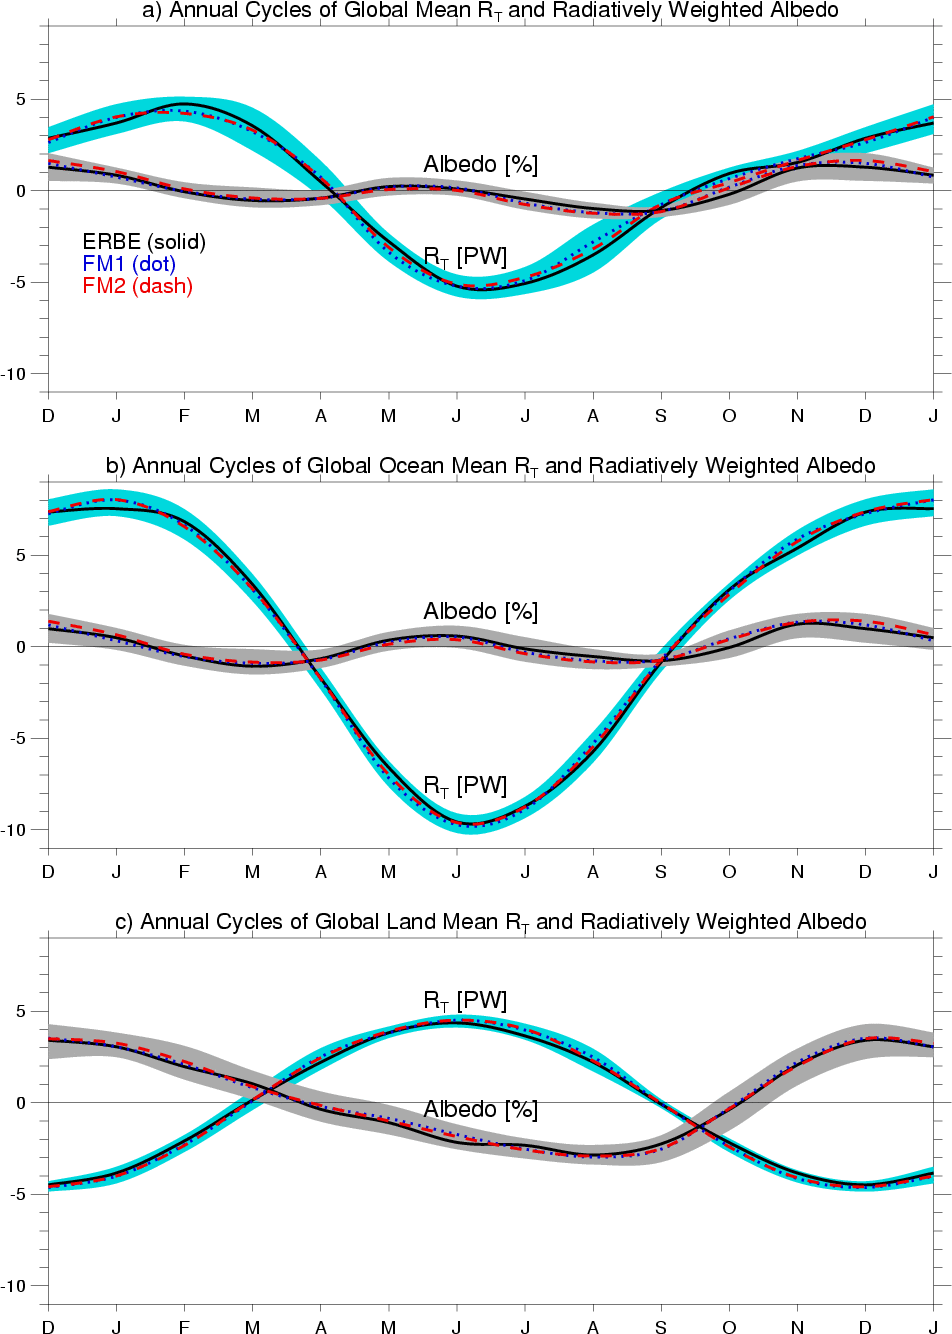 a) Annual Cycles of Global Mean R_T and Radiatively Weighted Albedo
5
Albedo [%]
0
ERBE (solid)
R_T [PW]
FM1 (dot)
-5
FM2 (dash)
-10
D J F M A M J J A S O N D J
b) Annual Cycles of Global Ocean Mean R_T and Radiatively Weighted Albedo
5
Albedo [%]
0
-5
R_T [PW]
-10
D J F M A M J J A S O N D J
c) Annual Cycles of Global Land Mean R_T and Radiatively Weighted Albedo
R_T [PW]
5
0
Albedo [%]
-5
-10
D J F M A M J J A S O N D J